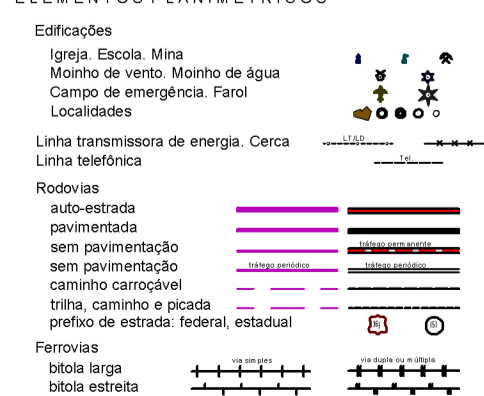 ELEMENTOS PLANIMÉTRICOS
Edificações
Igreja. Escola. Mina
Moinho de vento. Moinho de água
Campo de emergência. Farol
Localidades
Linha transmissora de energia. Cerca
LT/LD
Linha telefônica
Tel.
Rodovias
auto-estrada
pavimentada
sem pavimentação
tráfego permanente
sem pavimentação
tráfego periódico
tráfego periódico
caminho carroçável
trilha, caminho e picada
prefixo de estrada: federal, estadual
Ferrovias
via simples
via dupla ou múltipla
bitola larga
bitola estreita